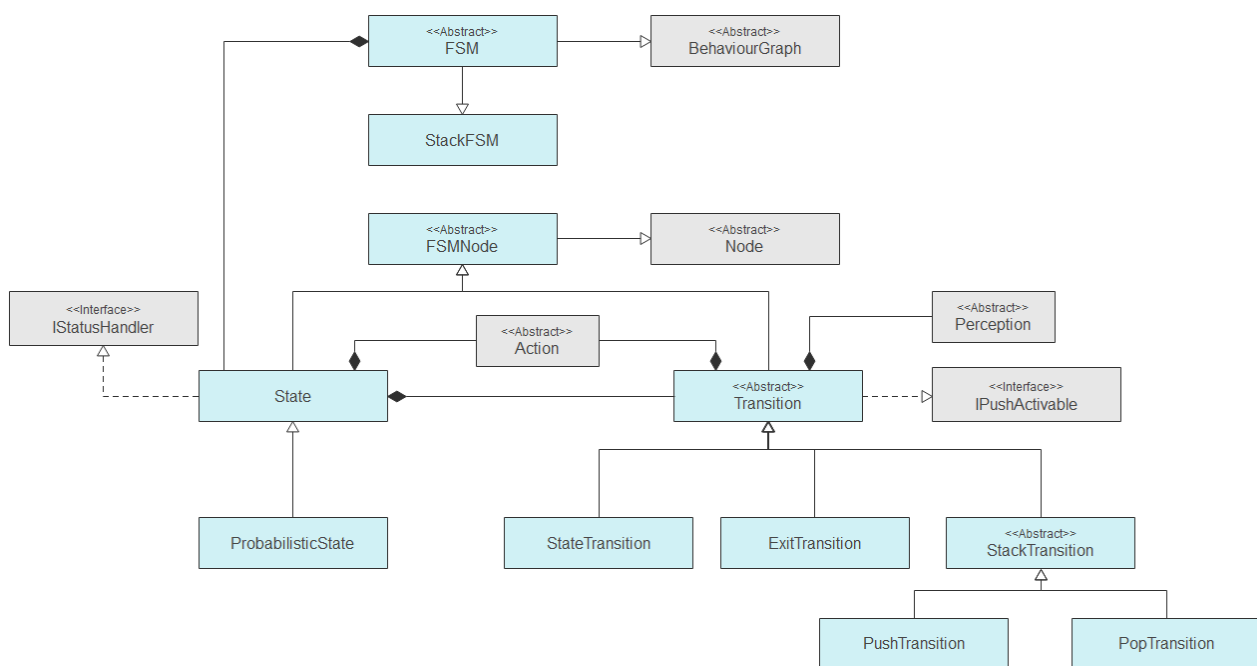 <<Abstract>>
FSM
<<Abstract>>
BehaviourGraph
StackFSM
<<Abstract>>
FSMNode
<<Abstract>>
Node
<<Interface>>
IStatusHandler
<<Abstract>>
Action
<<Abstract>>
Perception
State
<<Abstract>>
Transition
<<Interface>>
IPushActivable
ProbabilisticState
StateTransition
ExitTransition
<<Abstract>>
StackTransition
PushTransition
PopTransition